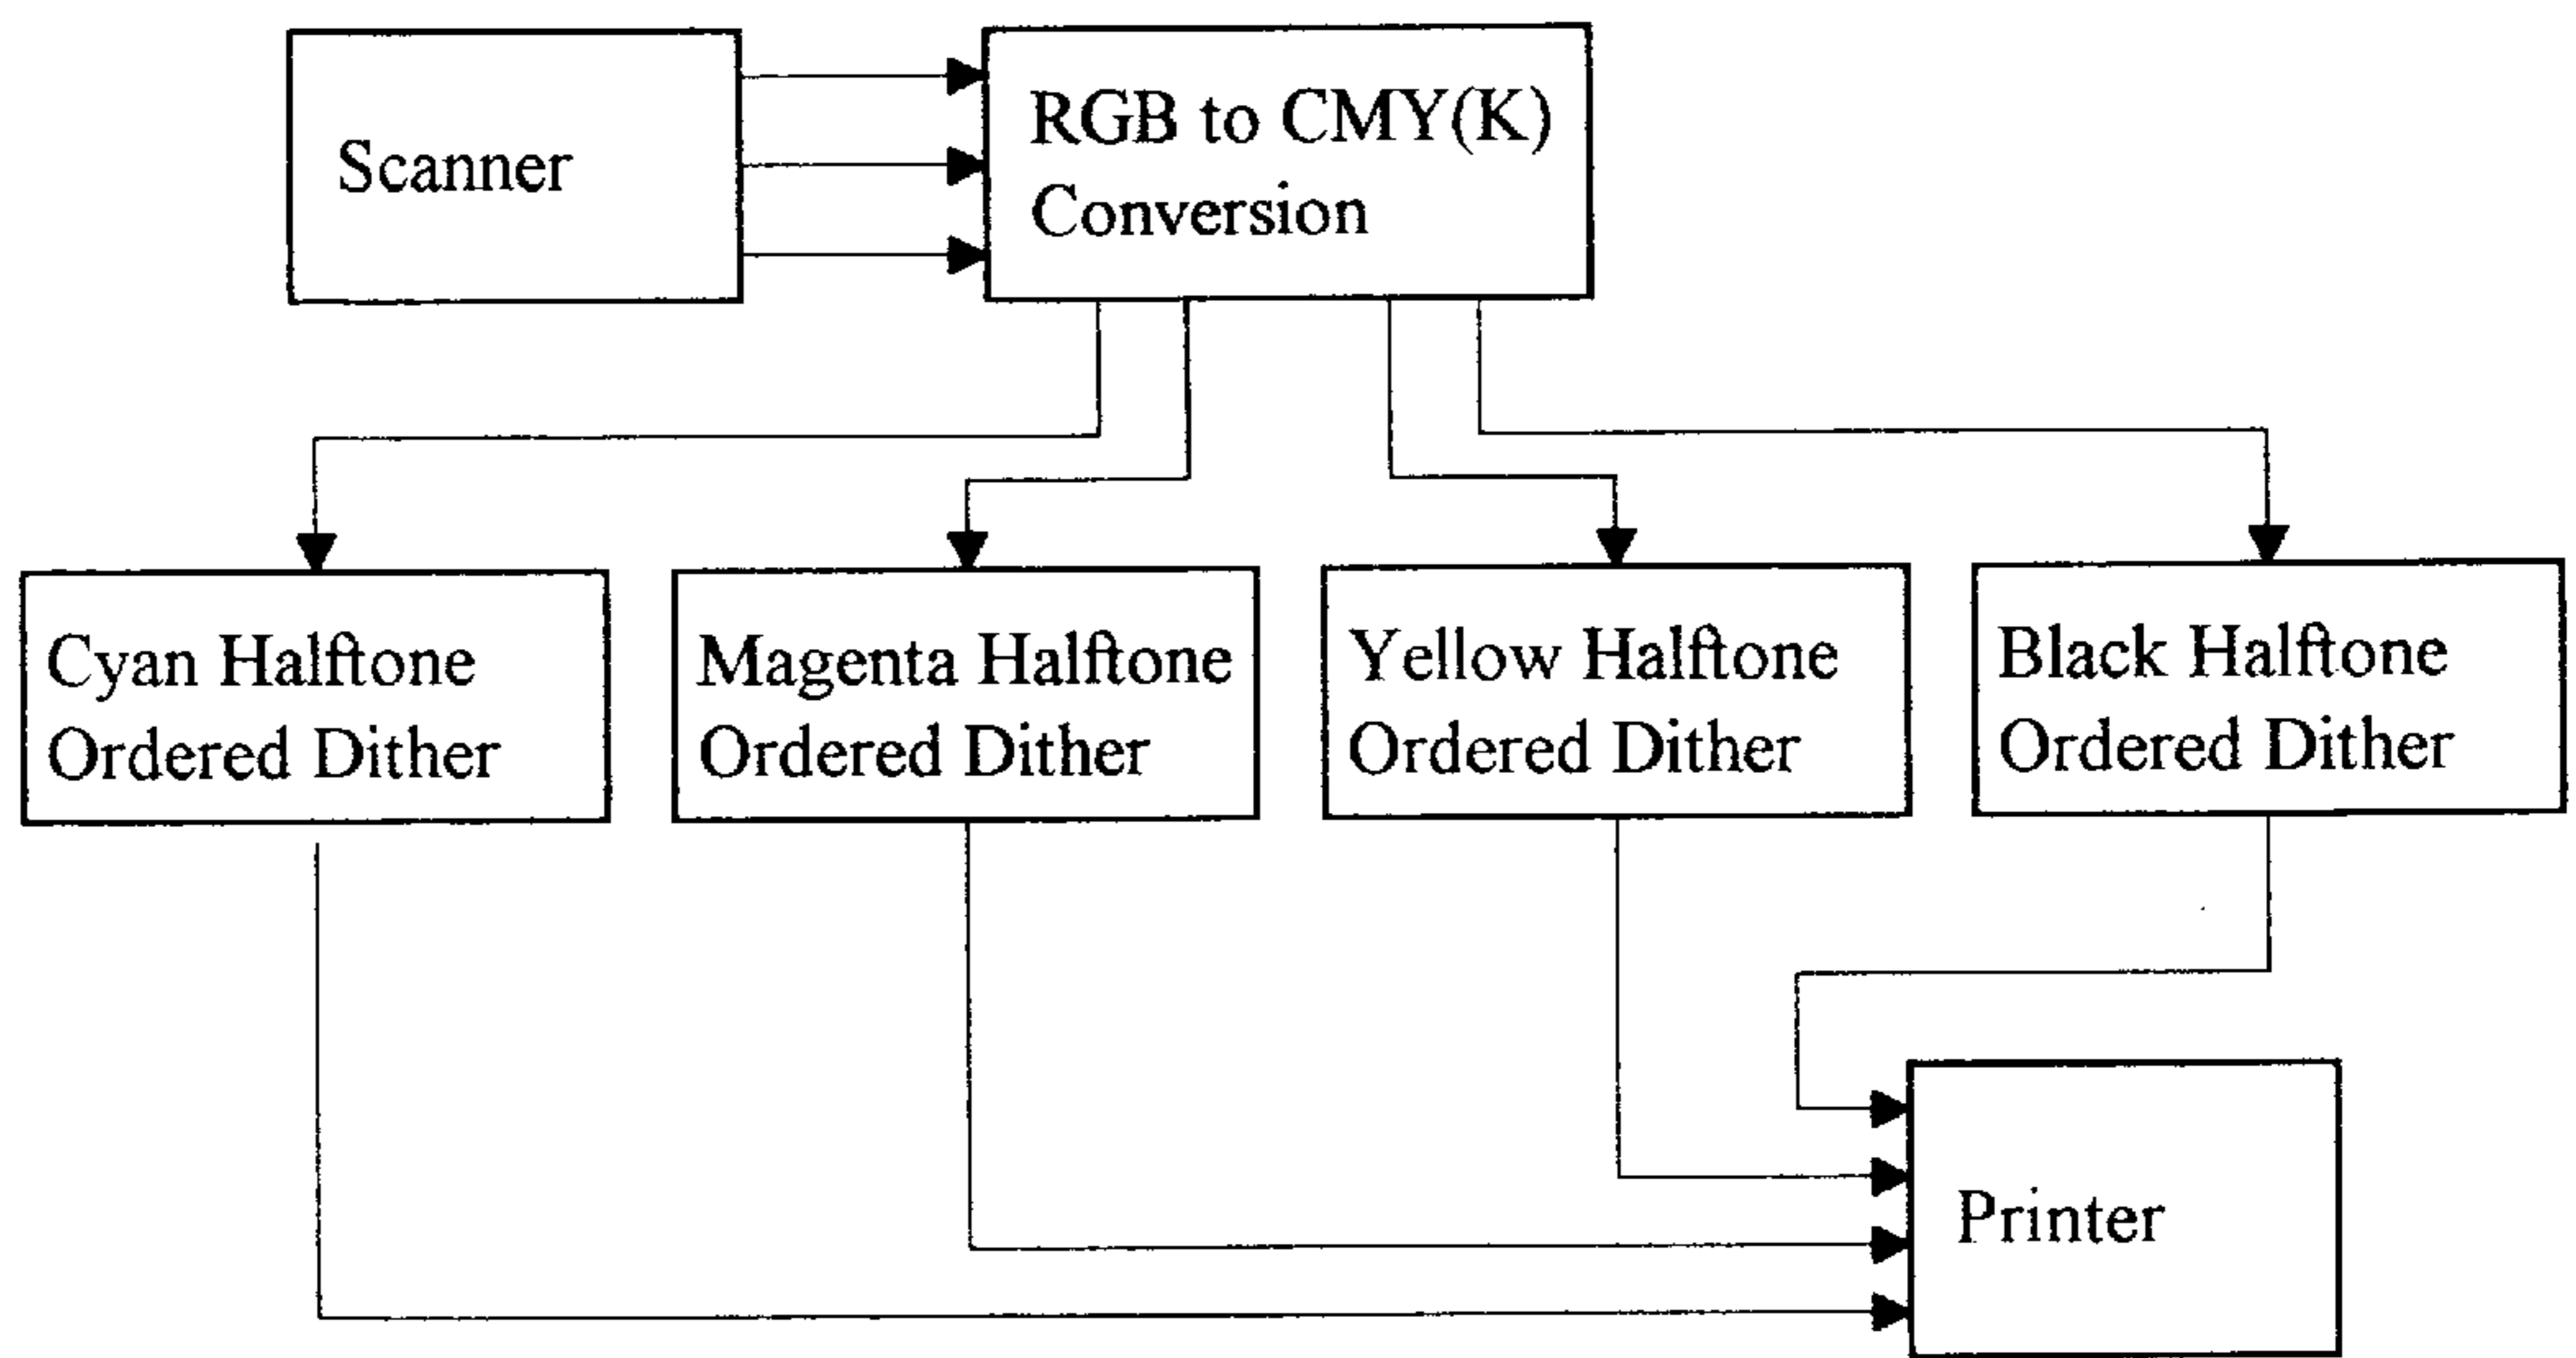 Scanner
RGB to CMY(K)
Conversion
Cyan Halftone
Ordered Dither
Magenta Halftone
Ordered Dither
Yellow Halftone
Ordered Dither
Black Halftone
Ordered Dither
Printer